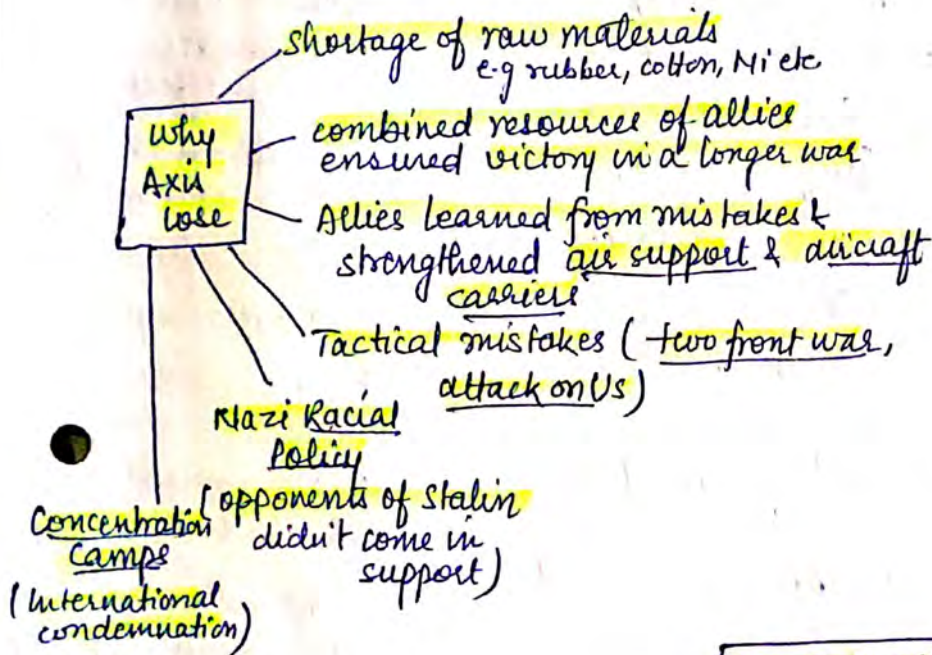 shortage of raw materials
e.g rubber, cotton, Ni etc
Why
Axis
lose
combined resources of allies
ensured victory in a longer war
Allies learned from mistakes &
strengthened air support & aircraft
carriers
Tactical mistakes (two front war,
attack on Us)
Nazi Racial
Policy
(opponents of Stalin
didn't come in
support)
Concentration
Camps
(International
condemnation)